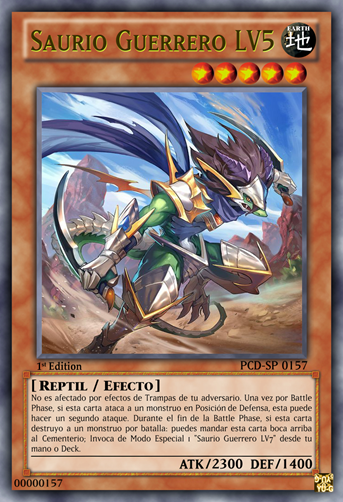 SAURIO GUERRERO LV5
EARTH
地
1st Edition
PCD-SP 0157
[ REPTIL / EFECTO ]
No es afectado por efectos de Trampas de tu adversario. Una vez por Battle
Phase, si esta carta ataca a un monstruo en Posición de Defensa, esta puede
hacer un segundo ataque. Durante el fin de la Battle Phase, si esta carta
destruyo a un monstruo por batalla: puedes mandar esta carta boca arriba
al Cementerio; Invoca de Modo Especial 1 "Saurio Guerrero LV7" desde tu
mano o Deck.
ATK/2300 DEF/1400
00000157